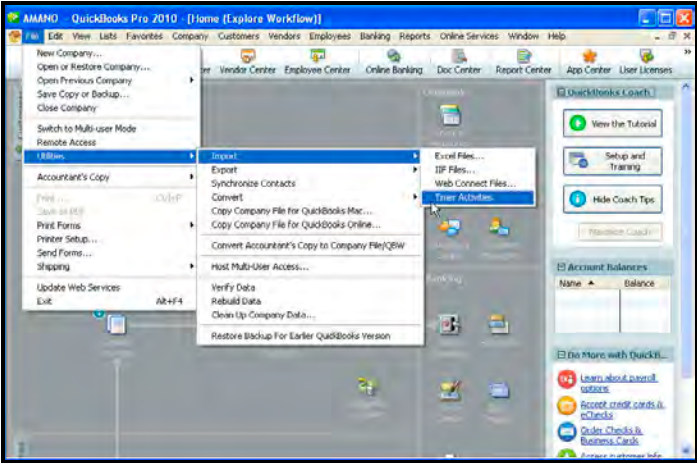 AMANO - QuickBooks Pro 2010 - [Home (Explore Workflow)]
File Edit View Lists Favorites Company Customers Vendors Employees Banking Reports Online Services Window Help
Vendor Center Employee Center Online Banking Doc Center Report Center App Center User Licenses
New Company...
Open or Restore Company...
Open Previous Company
Save Copy or Backup...
Close Company
Switch to Multi-user Mode
Remote Access
Utilities
Accountant's Copy
Print... Ctrl+P
Save as PDF
Print Forms
Printer Setup...
Send Forms...
Shipping
Update Web Services
Exit Alt+F4
Import
Export
Synchronize Contacts
Convert
Copy Company File for QuickBooks Mac...
Copy Company File for QuickBooks Online...
Convert Accountant's Copy to Company File/QBW
Host Multi-User Access...
Verify Data
Rebuild Data
Clean Up Company Data...
Restore Backup For Earlier QuickBooks Version
Excel Files...
IIF Files...
Web Connect Files...
Timer Activities.
Banking
QuickBooks Coach
View the Tutorial
Setup and
Training
Hide Coach Tips
Account Balances
Name Balance
Do More with QuickB...
Learn about payroll
options
Accept credit cards &
eChecks
Order Checks &
Business Cards
Access customer info